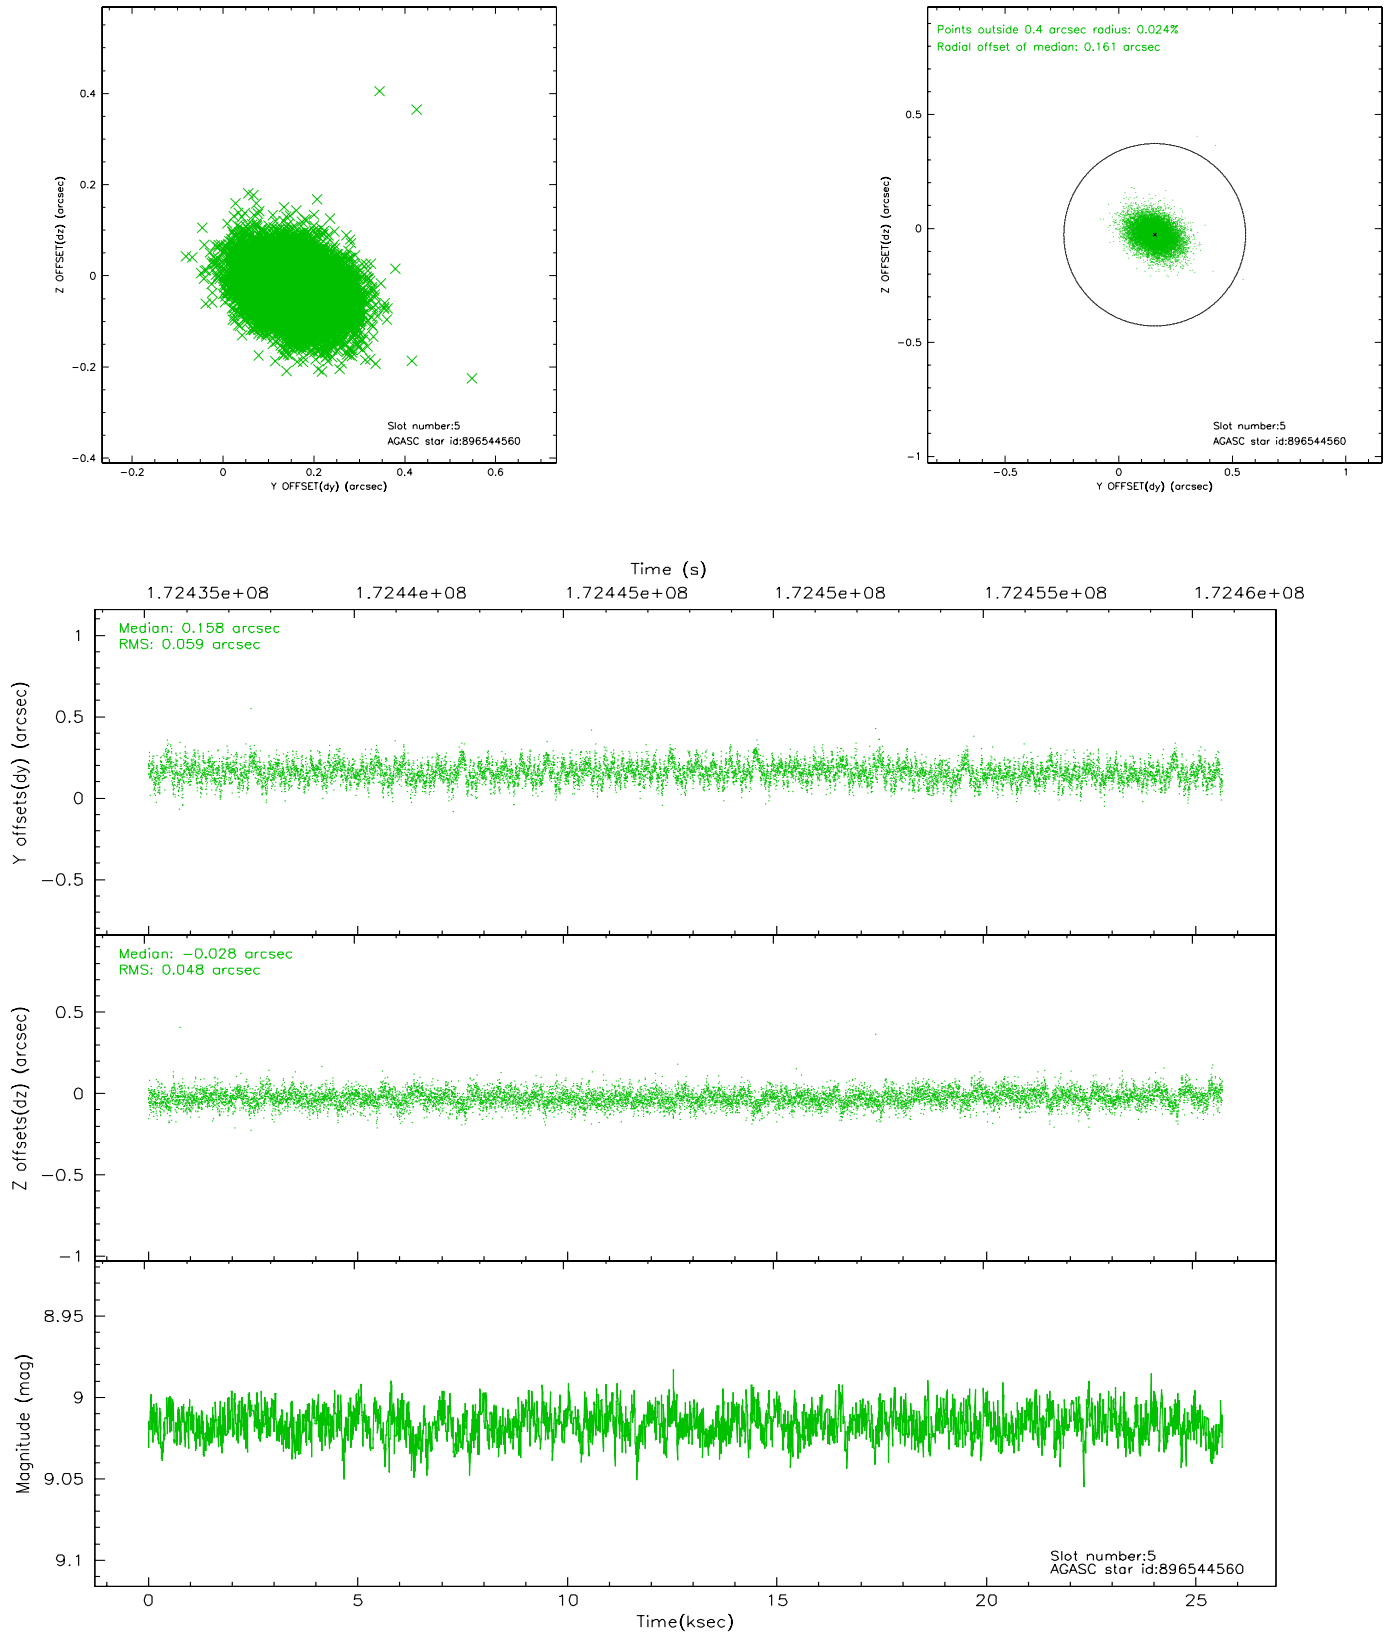 0.4
0.2
0
−0.2
−0.4
Z OFFSET(dz) (arcsec)
Slot number:5
AGASC star id:896544560
−0.2 0 0.2 0.4 0.6
Y OFFSET(dy) (arcsec)
Points outside 0.4 arcsec radius: 0.024%
Radial offset of median: 0.161 arcsec
0.5
0
−0.5
−1
Z OFFSET(dz) (arcsec)
Slot number:5
AGASC star id:896544560
−0.5 0 0.5 1
Y OFFSET(dy) (arcsec)
Time (s)
1.72435e+08 1.7244e+08 1.72445e+08 1.7245e+08 1.72455e+08 1.7246e+08
Median: 0.158 arcsec
RMS: 0.059 arcsec
1
0.5
0
−0.5
Y offsets(dy) (arcsec)
Median: −0.028 arcsec
RMS: 0.048 arcsec
0.5
0
−0.5
−1
Z offsets(dz) (arcsec)
8.95
9
9.05
9.1
Magnitude (mag)
Slot number:5
AGASC star id:896544560
0 5 10 15 20 25
Time(ksec)